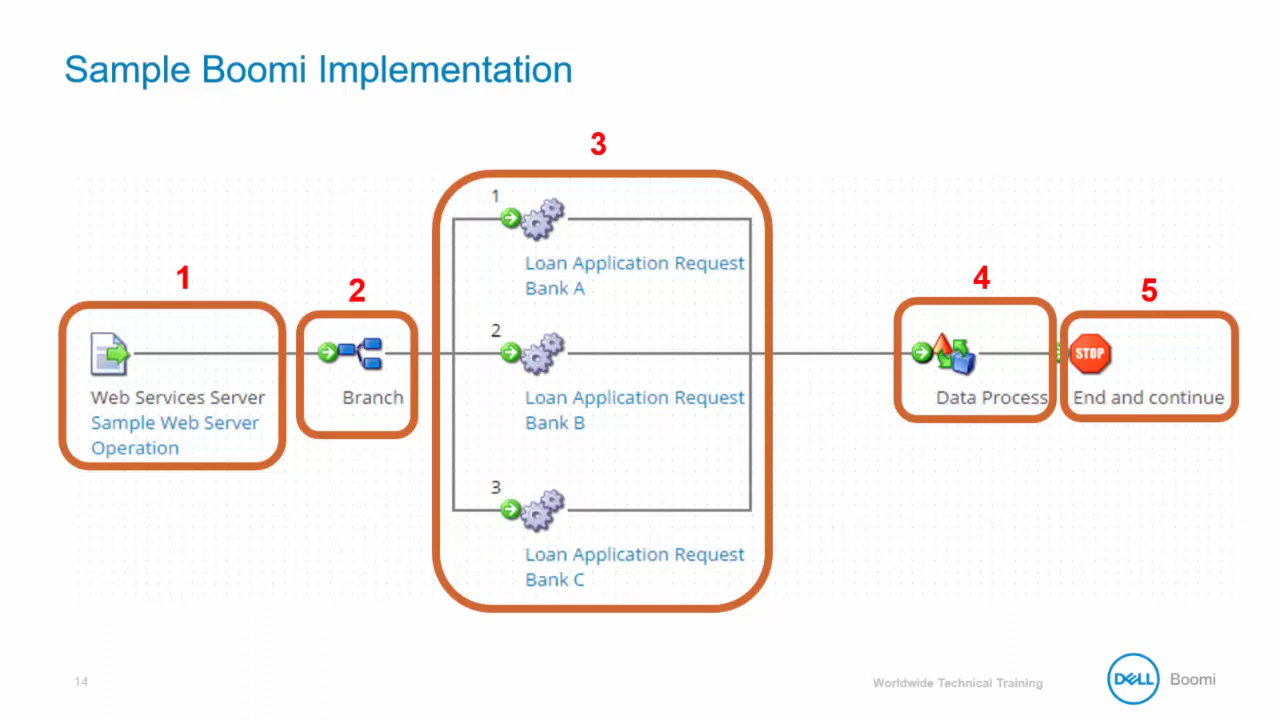 Sample Boomi Implementation
3
1
Loan Application Request
Bank A
1
Web Services Server
Sample Web Server
Operation
2
Branch
2
Loan Application Request
Bank B
3
Loan Application Request
Bank C
4
Data Process
5
STOP
End and continue
14
Worldwide Technical Training
DELL
Boomi